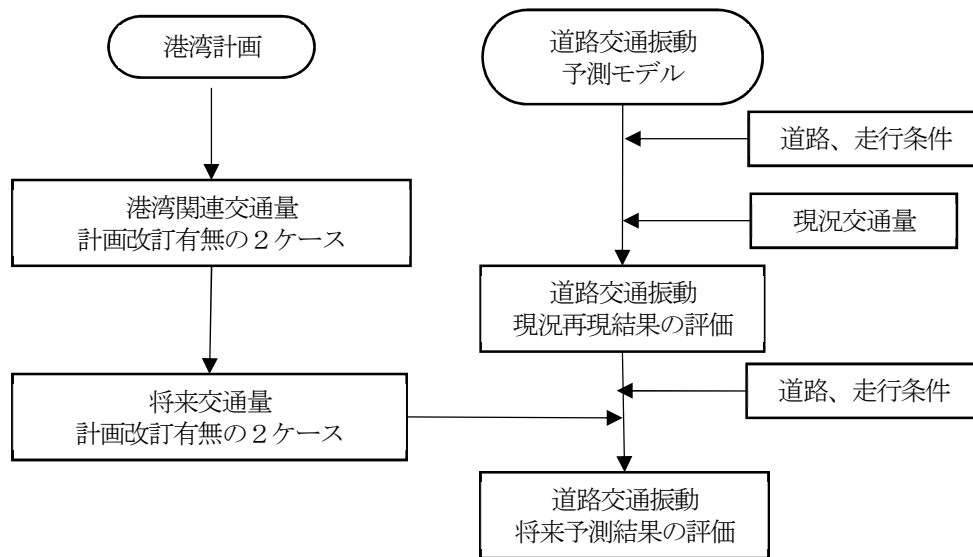 港湾計画
道路交通振動
予測モデル
道路、走行条件
港湾関連交通量
計画改訂有無の２ケース
現況交通量
道路交通振動
現況再現結果の評価
道路、走行条件
将来交通量
計画改訂有無の２ケース
道路交通振動
将来予測結果の評価